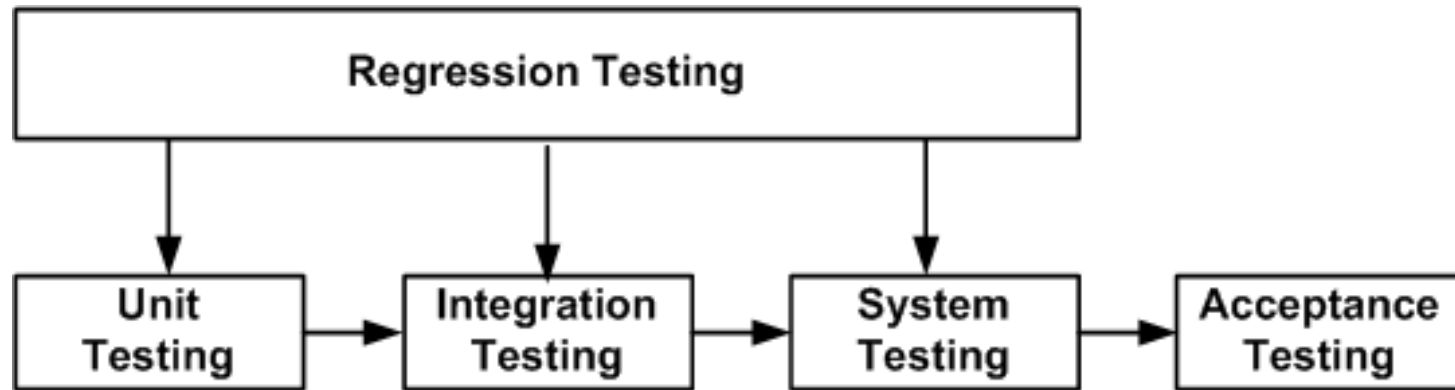 Regression Testing
Unit
Testing
Integration
Testing
System
Testing
Acceptance
Testing